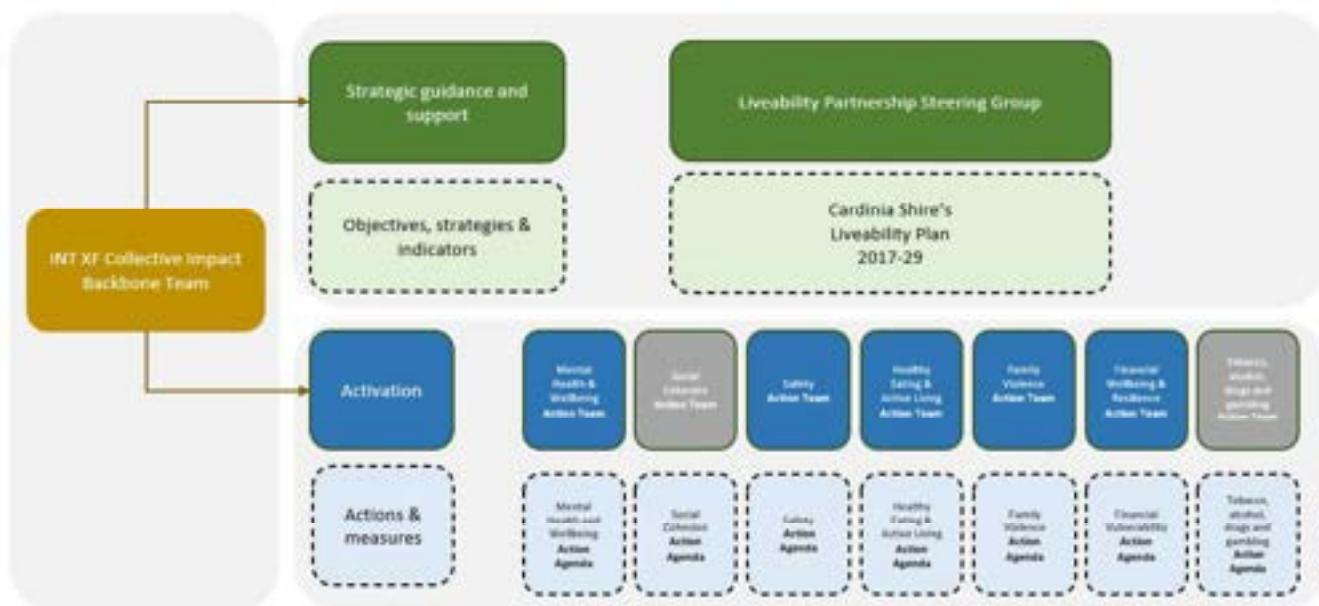 Strategic guidance and
support
Liveability Partnership Steering Group
Objectives, strategies &
indicators
Cardinia Shire's
Liveability Plan
2017-29
INT XF Collective Impact
Backbone Team
Activation
Mental
Health &
Wellbeing
Action Team
Social
Cohesion
Action Team
Safety
Action Team
Healthy
Eating &
Active Living
Action Team
Family
Violence
Action Team
Financial
Wellbeing &
Resilience
Action Team
Tobacco,
alcohol,
drugs and
gambling
Action Team
Actions &
measures
Mental
Health and
Wellbeing
Action
Agenda
Social
Cohesion
Action
Agenda
Safety
Action
Agenda
Healthy
Eating &
Active Living
Action
Agenda
Family
Violence
Action
Agenda
Financial
Vulnerability
Action
Agenda
Tobacco,
alcohol,
drugs and
gambling
Action
Agenda